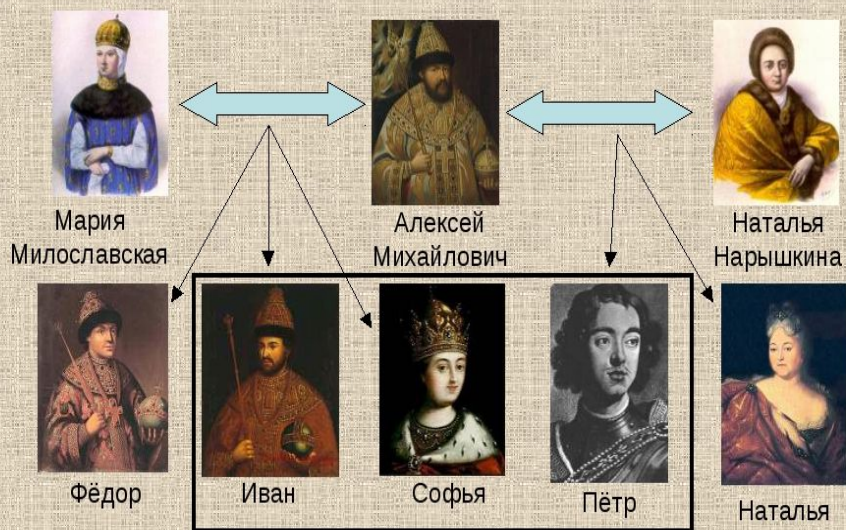 Мария
Милославская
Алексей
Михайлович
Наталья
Нарышкина
Фёдор
Иван
Софья
Пётр
Наталья